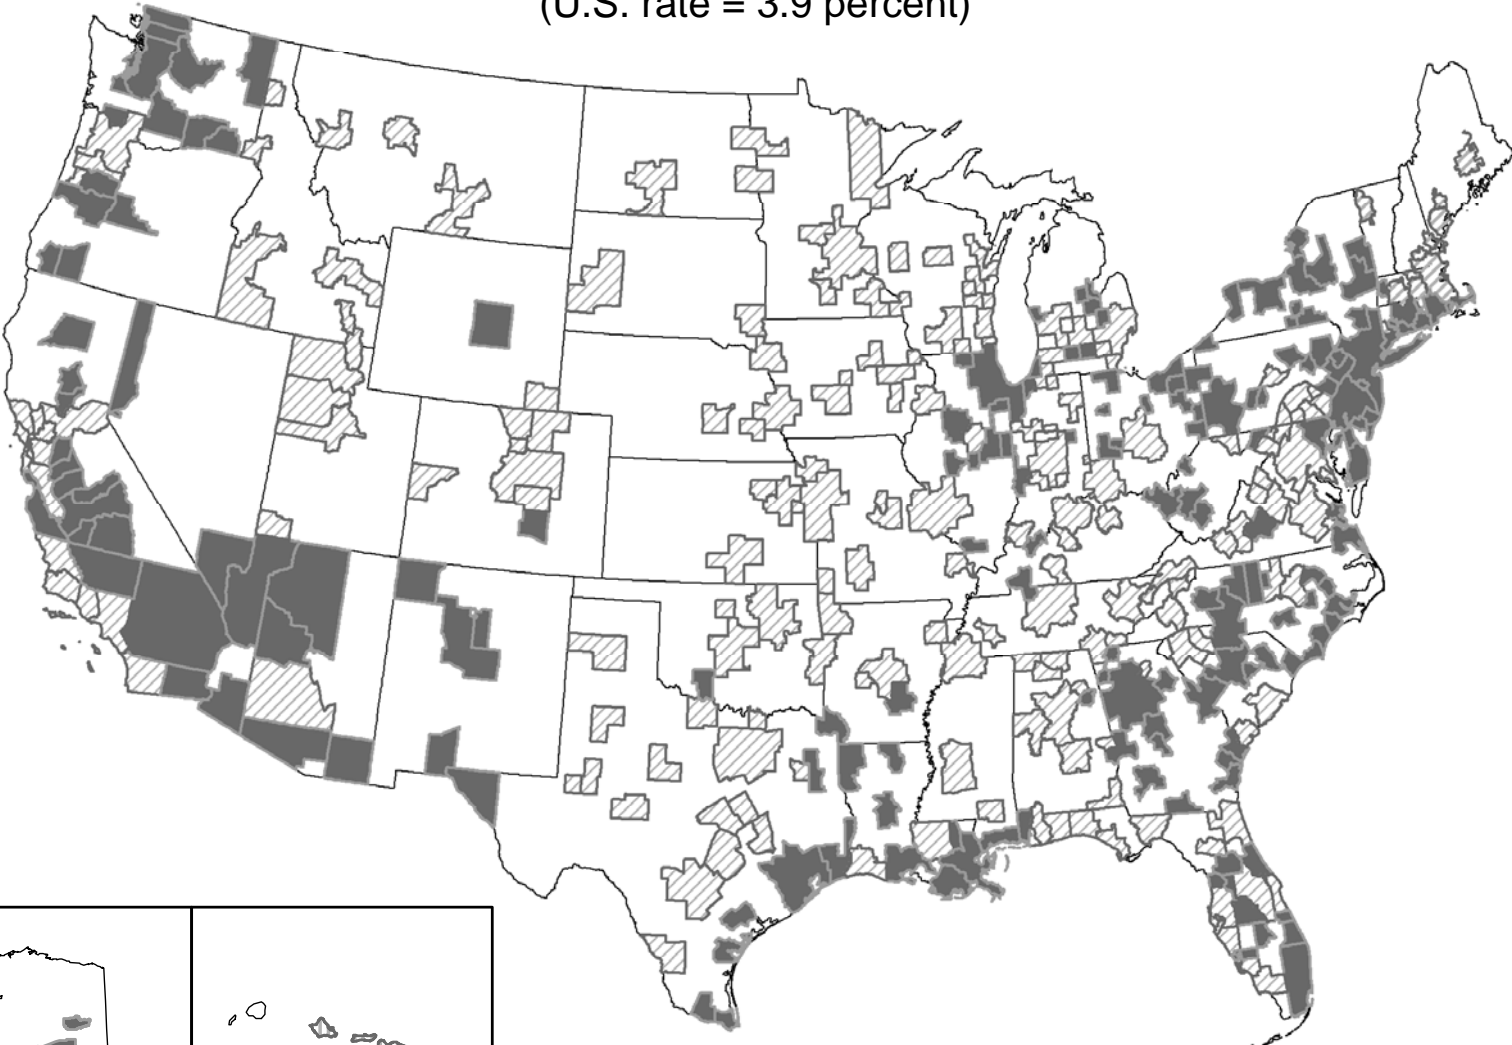 (U.S. rate = 3.9 percent)